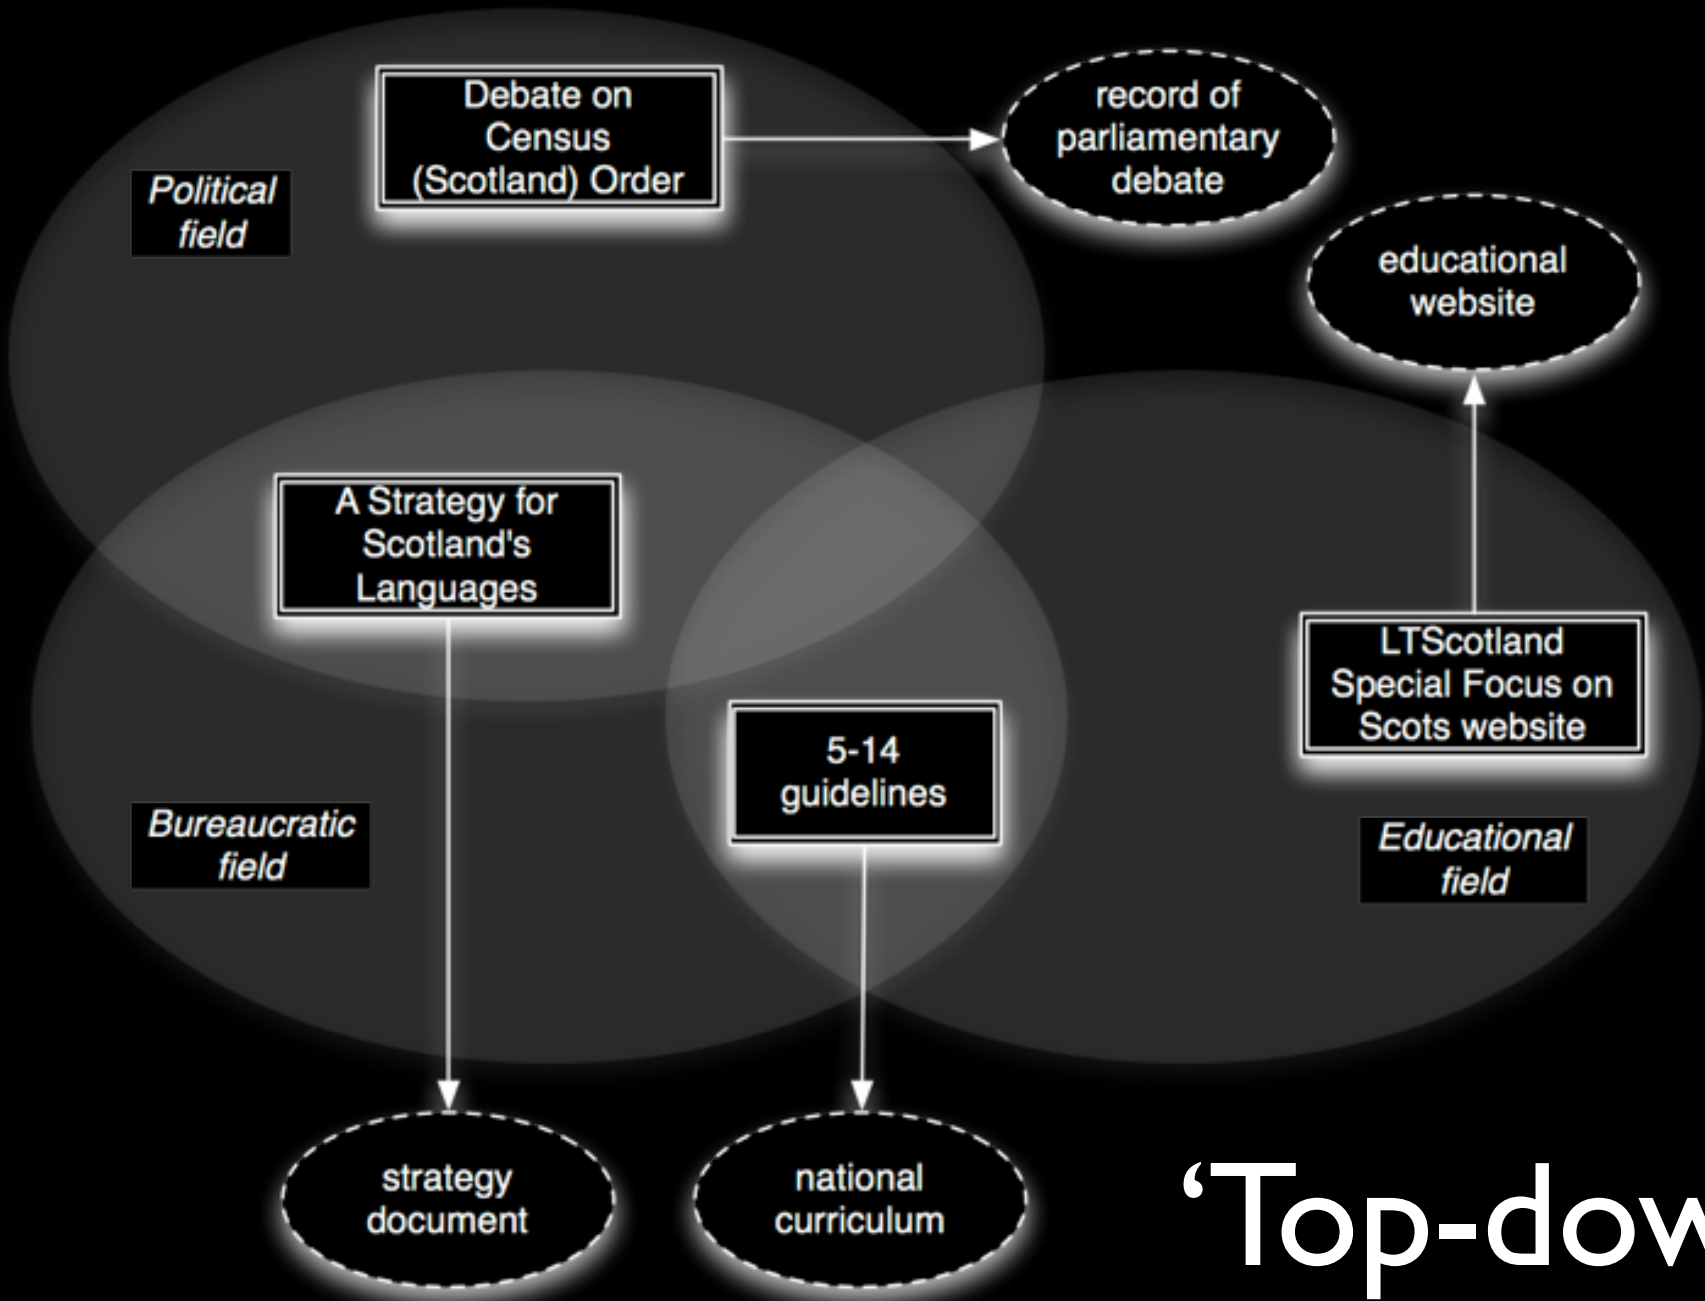 Debate on
Census
(Scotland) Order
record of
parliamentary
debate
Political
field
educational
website
A Strategy for
Scotland's
Languages
LTScotland
Special Focus on
Scots website
5-14
guidelines
Bureaucratic
field
Educational
field
strategy
document
national
curriculum
‘Top-dow